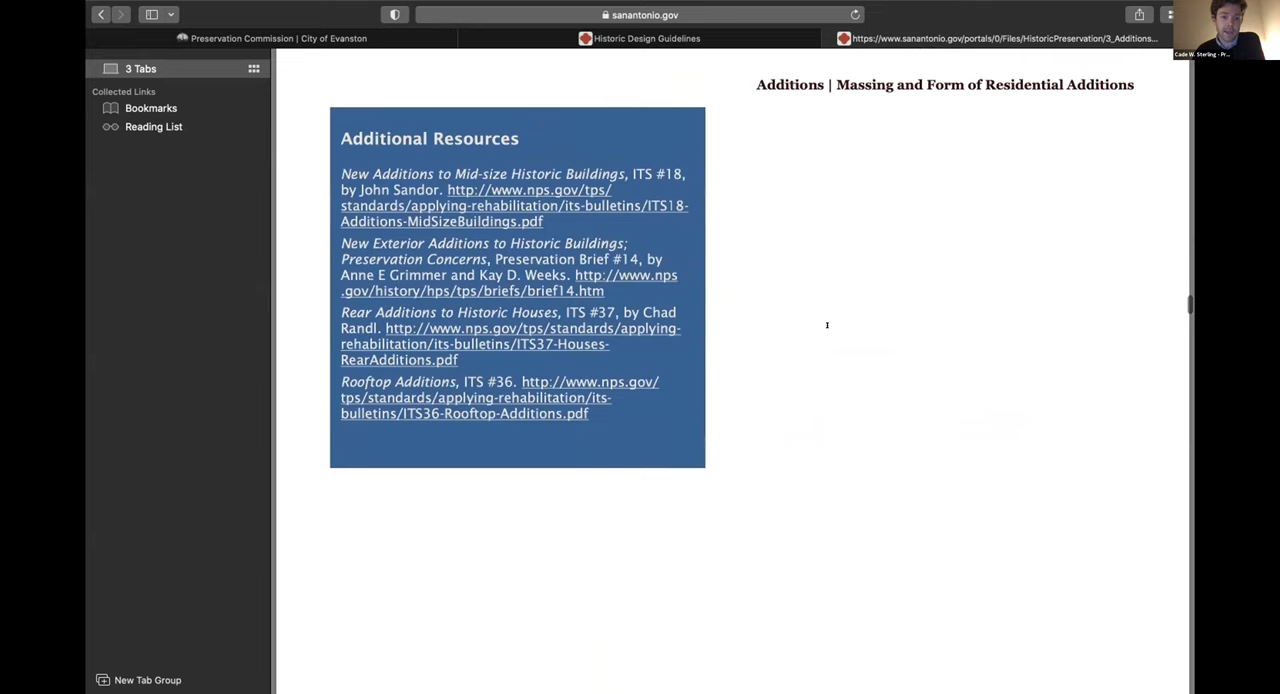 sanantonio.gov
Preservation Commission | City of Evanston
Historic Design Guidelines
https://www.sanantonio.gov/portals/0/Files/HistoricPreservation/3_Additions...
Cade W. Sterling - Pr...
3 Tabs
Collected Links
Bookmarks
Reading List
Additions | Massing and Form of Residential Additions
Additional Resources
New Additions to Mid-size Historic Buildings, ITS #18,
by John Sandor. http://www.nps.gov/tps/
standards/applying-rehabilitation/its-bulletins/ITS18-
Additions-MidSizeBuildings.pdf
New Exterior Additions to Historic Buildings;
Preservation Concerns, Preservation Brief #14, by
Anne E Grimmer and Kay D. Weeks. http://www.nps
.gov/history/hps/tps/briefs/brief14.htm
Rear Additions to Historic Houses, ITS #37, by Chad
Randl. http://www.nps.gov/tps/standards/applying-
rehabilitation/its-bulletins/ITS37-Houses-
RearAdditions.pdf
Rooftop Additions, ITS #36. http://www.nps.gov/
tps/standards/applying-rehabilitation/its-
bulletins/ITS36-Rooftop-Additions.pdf
New Tab Group